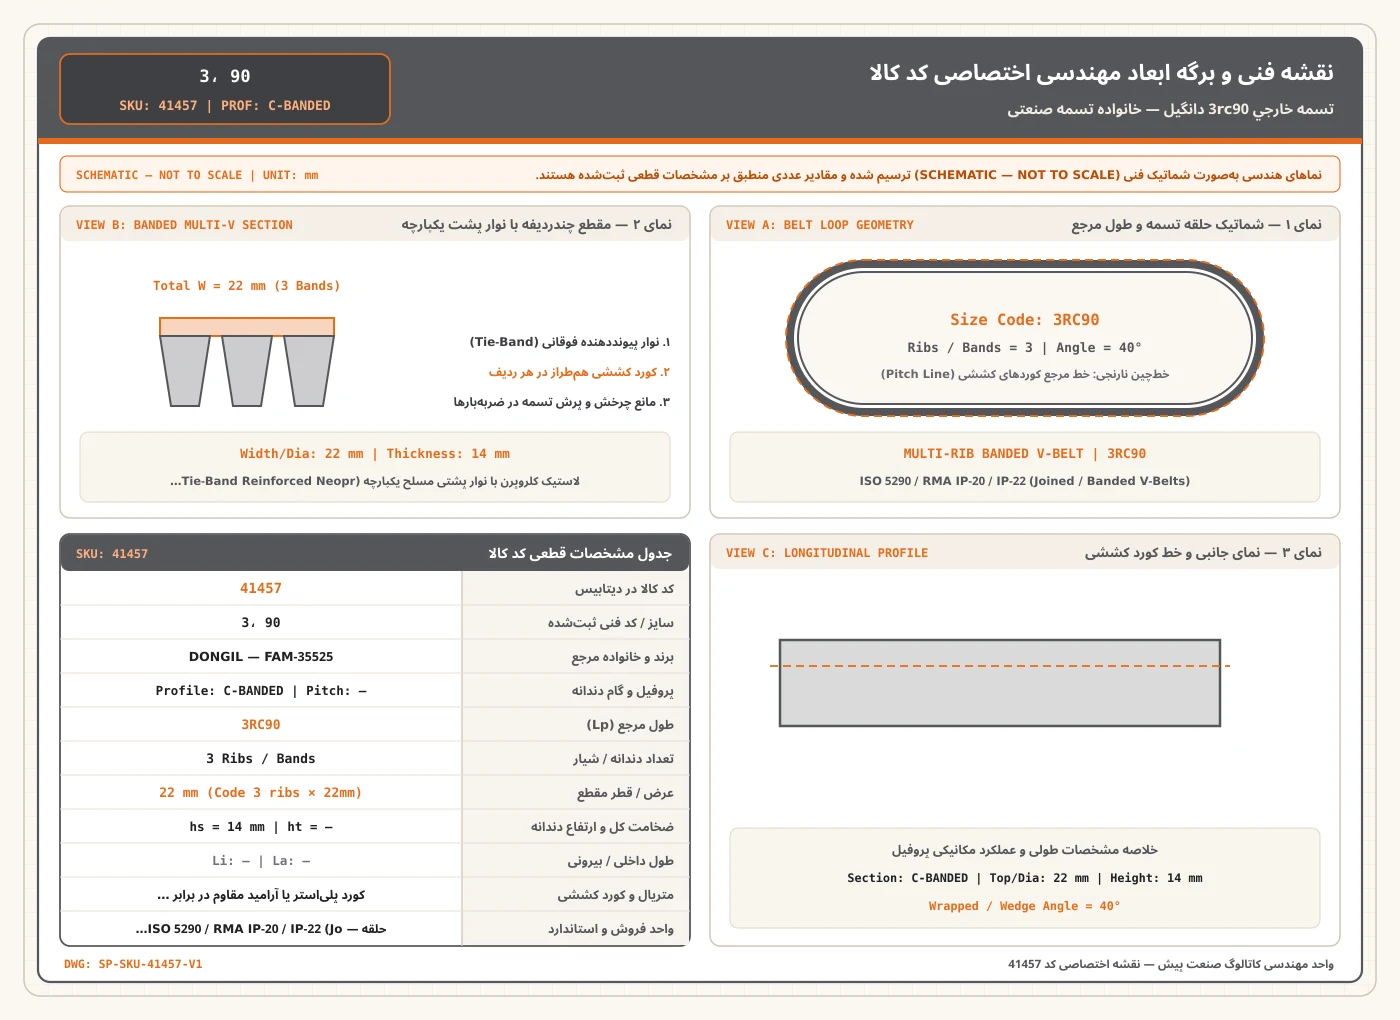 نقشه فنی و برگه ابعاد مهندسی اختصاصی کد کالا
تسمه خارجي 3rc90 دانگیل — خانواده تسمه صنعتی
3، 90
SKU: 41457 | PROF: C-BANDED
نماهای هندسی به‌صورت شماتیک فنی (SCHEMATIC — NOT TO SCALE) ترسیم شده و مقادیر عددی منطبق بر مشخصات قطعی ثبت‌شده هستند.
SCHEMATIC — NOT TO SCALE | UNIT: mm
نمای ۱ — شماتیک حلقه تسمه و طول مرجع
VIEW A: BELT LOOP GEOMETRY
Size Code: 3RC90
Ribs / Bands = 3 | Angle = 40°
خط‌چین نارنجی: خط مرجع کوردهای کششی (Pitch Line)
MULTI-RIB BANDED V-BELT | 3RC90
ISO 5290 / RMA IP-20 / IP-22 (Joined / Banded V-Belts)
نمای ۲ — مقطع چندردیفه با نوار پشت یکپارچه
VIEW B: BANDED MULTI-V SECTION
Total W = 22 mm (3 Bands)
۱. نوار پیونددهنده فوقانی (Tie-Band)
۲. کورد کششی هم‌طراز در هر ردیف
۳. مانع چرخش و پرش تسمه در ضربه‌بارها
Width/Dia: 22 mm | Thickness: 14 mm
لاستیک کلروپرن با نوار پشتی مسلح یکپارچه (Tie-Band Reinforced Neopr...
نمای ۳ — نمای جانبی و خط کورد کششی
VIEW C: LONGITUDINAL PROFILE
خلاصه مشخصات طولی و عملکرد مکانیکی پروفیل
Section: C-BANDED | Top/Dia: 22 mm | Height: 14 mm
Wrapped / Wedge Angle = 40°
جدول مشخصات قطعی کد کالا
SKU: 41457
کد کالا در دیتابیس 41457
سایز / کد فنی ثبت‌شده 3، 90
برند و خانواده مرجع DONGIL — FAM-35525
پروفیل و گام دندانه Profile: C-BANDED | Pitch: —
طول مرجع (Lp) 3RC90
تعداد دندانه / شیار 3 Ribs / Bands
عرض / قطر مقطع 22 mm (Code 3 ribs × 22mm)
ضخامت کل و ارتفاع دندانه hs = 14 mm | ht = —
طول داخلی / بیرونی Li: — | La: —
متریال و کورد کششی کورد پلی‌استر یا آرامید مقاوم در برابر ...
واحد فروش و استاندارد حلقه — ISO 5290 / RMA IP-20 / IP-22 (Jo...
واحد مهندسی کاتالوگ صنعت پیش — نقشه اختصاصی کد 41457
DWG: SP-SKU-41457-V1